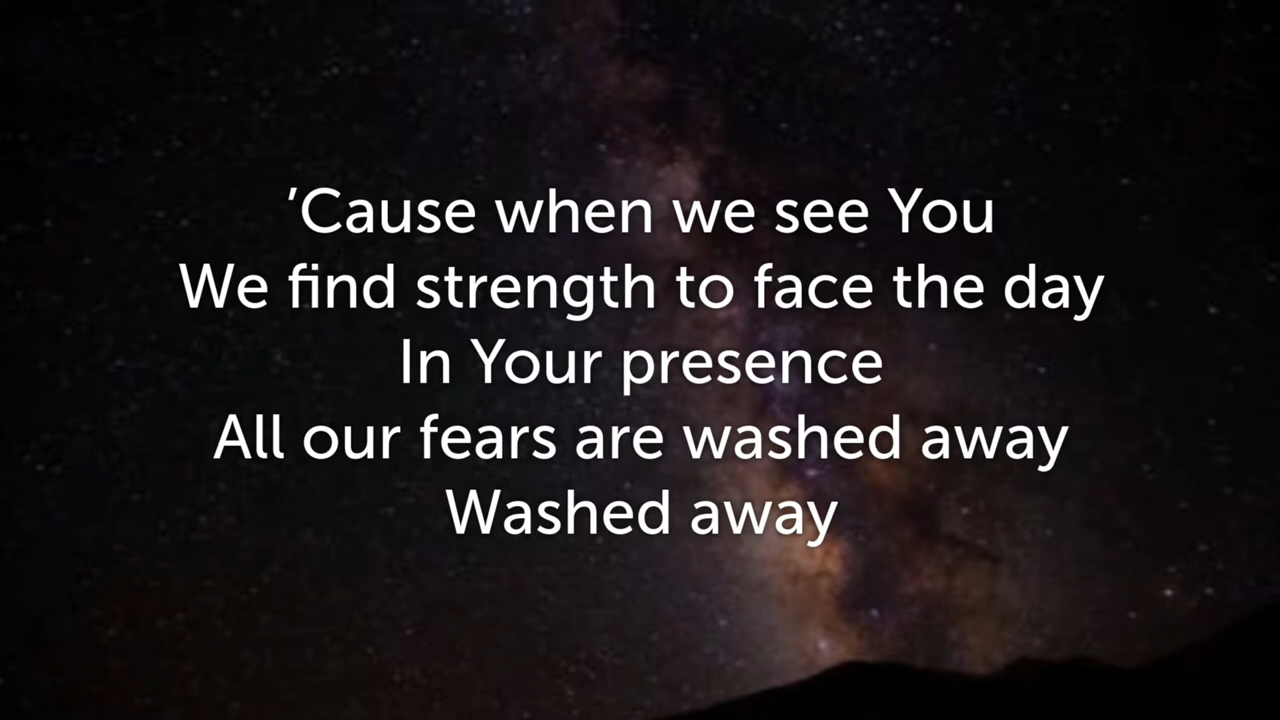 ’Cause when we see You
We find strength to face the day
In Your presence
All our fears are washed away
Washed away